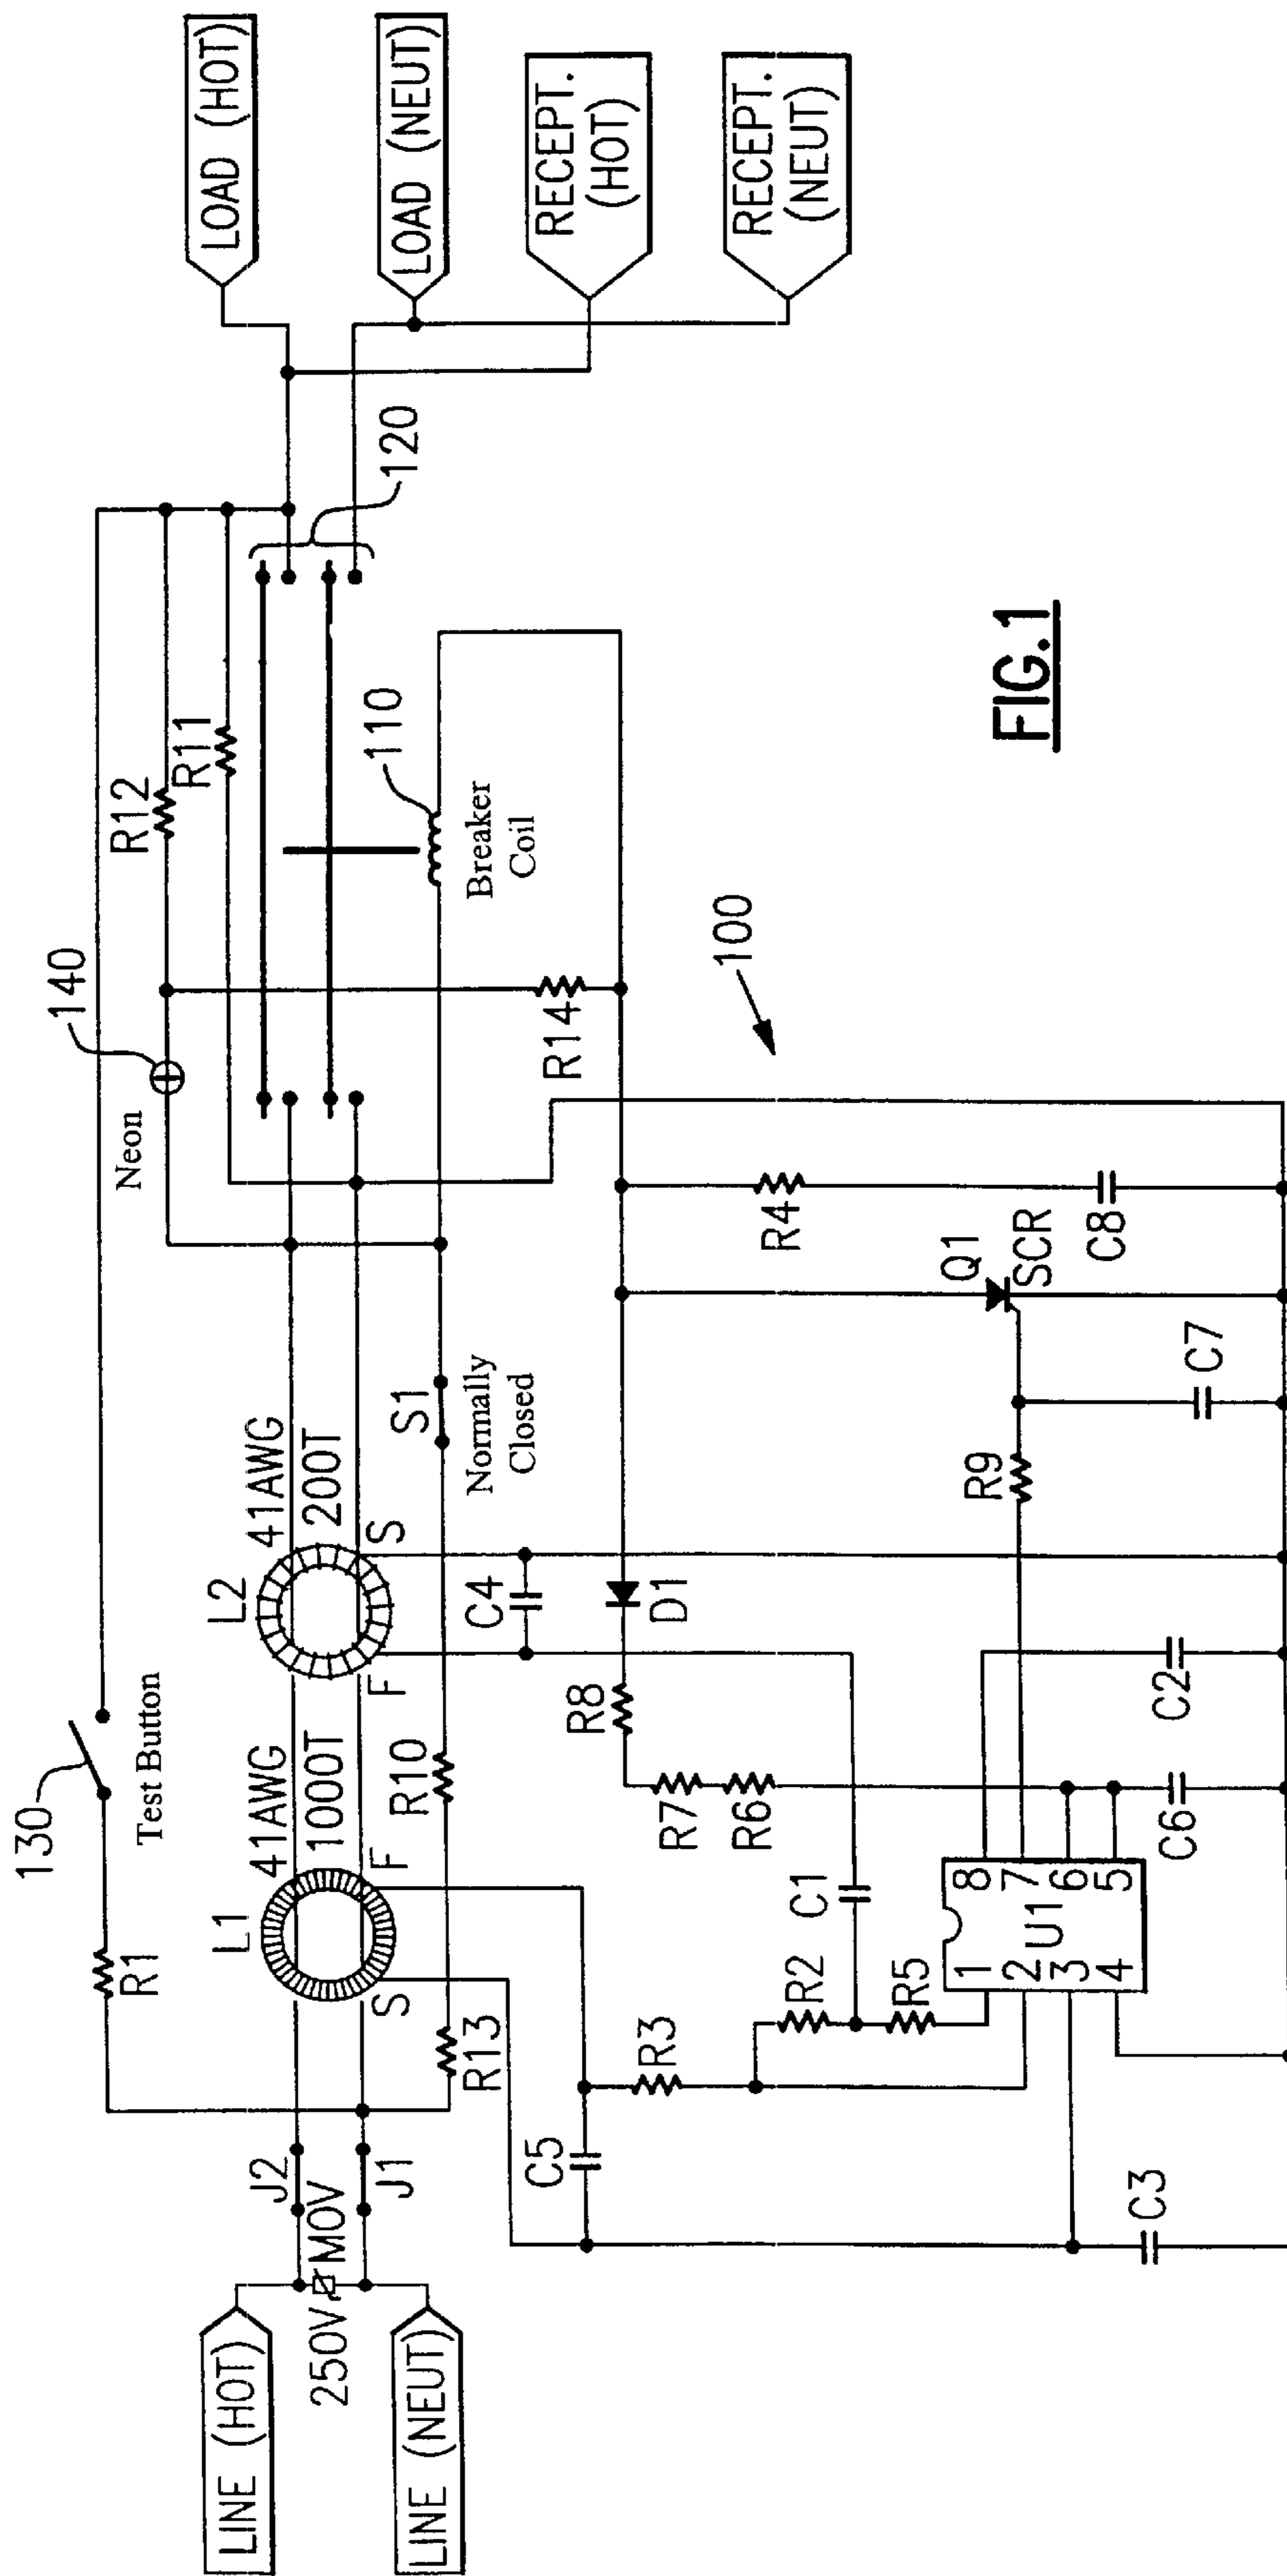 LOAD (HOT)
LOAD (NEUT)
RECEPT.
(HOT)
RECEPT.
(NEUT)
120
R12
R11
110
Breaker
Coil
140
Neon
R14
100
FIG.1
R4
C8
Q1
SCR
C7
R9
S1
Normally
Closed
41AWG
200T
L2
S
F
C4
D1
R8
C2
130
Test Button
41AWG
1000T
L1
F
S
R10
R7
R6
C6
C1
R1
R13
R3
R2
R5
8
7
6
5
U1
1
2
3
4
J2
J1
MOV
250V
C5
C3
LINE (HOT)
LINE (NEUT)